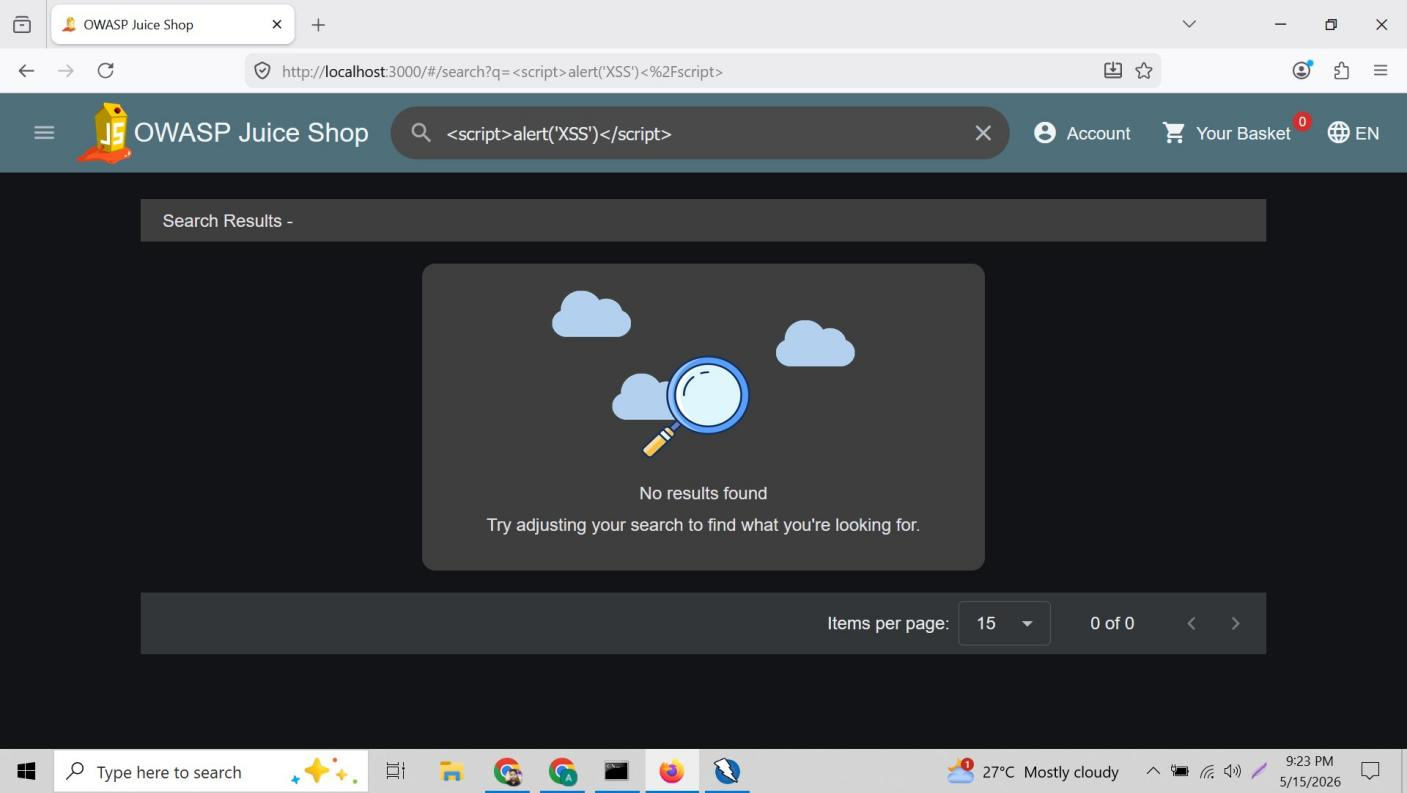 OWASP Juice Shop
http://localhost:3000/#/search?q=<script>alert('XSS')<%2Fscript>
JS
OWASP Juice Shop
<script>alert('XSS')</script>
Account
Your Basket
0
EN
Search Results -
No results found
Try adjusting your search to find what you're looking for.
Items per page:
15
0 of 0
Type here to search
A
1
27°C Mostly cloudy
9:23 PM
5/15/2026